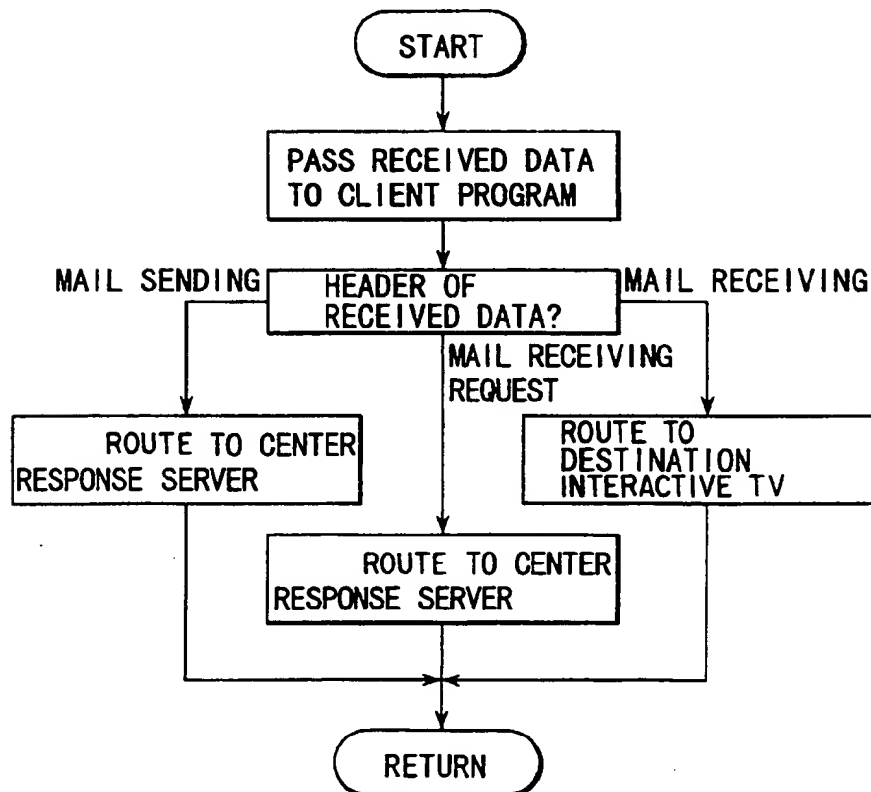 START
PASS RECEIVED DATA
TO CLIENT PROGRAM
MAIL SENDING
HEADER OF
RECEIVED DATA?
MAIL RECEIVING
MAIL RECEIVING
REQUEST
ROUTE TO CENTER
RESPONSE SERVER
ROUTE TO
DESTINATION
INTERACTIVE TV
ROUTE TO CENTER
RESPONSE SERVER
RETURN